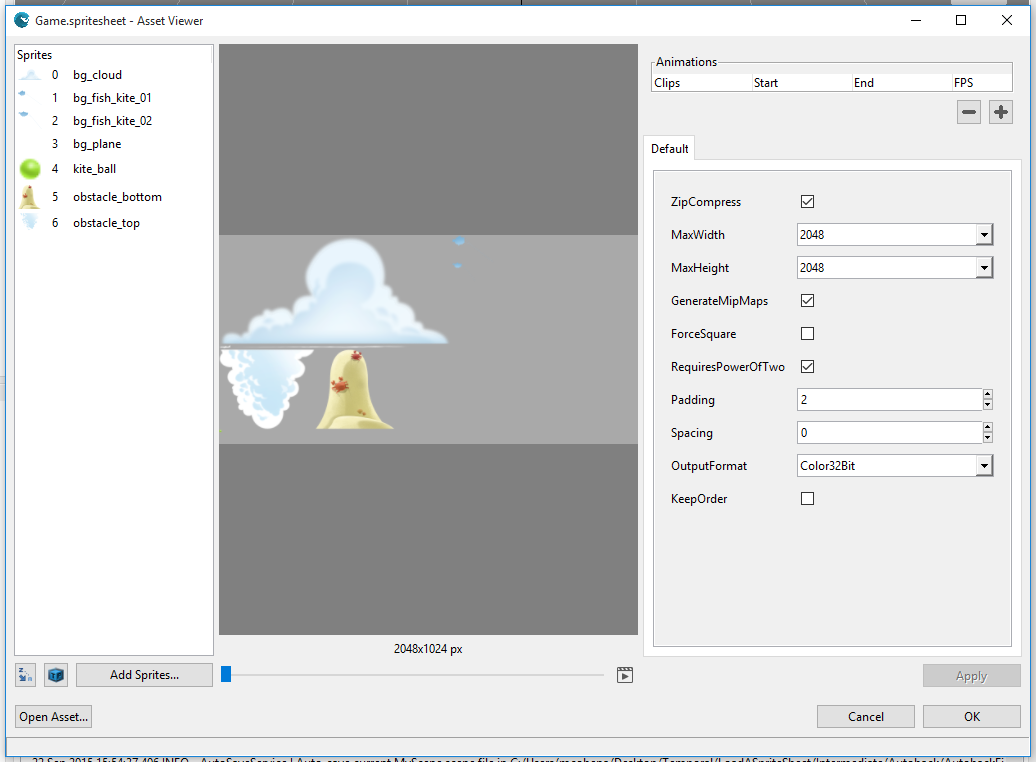 Game.spritesheet - Asset Viewer
Sprites
0 bg_cloud
1 bg_fish_kite_01
2 bg_fish_kite_02
3 bg_plane
4 kite_ball
5 obstacle_bottom
6 obstacle_top
2048x1024 px
Add Sprites...
Open Asset...
Animations
Clips Start End FPS
Default
ZipCompress
MaxWidth 2048
MaxHeight 2048
GenerateMipMaps
ForceSquare
RequiresPowerOfTwo
Padding 2
Spacing 0
OutputFormat Color32Bit
KeepOrder
Apply
Cancel OK